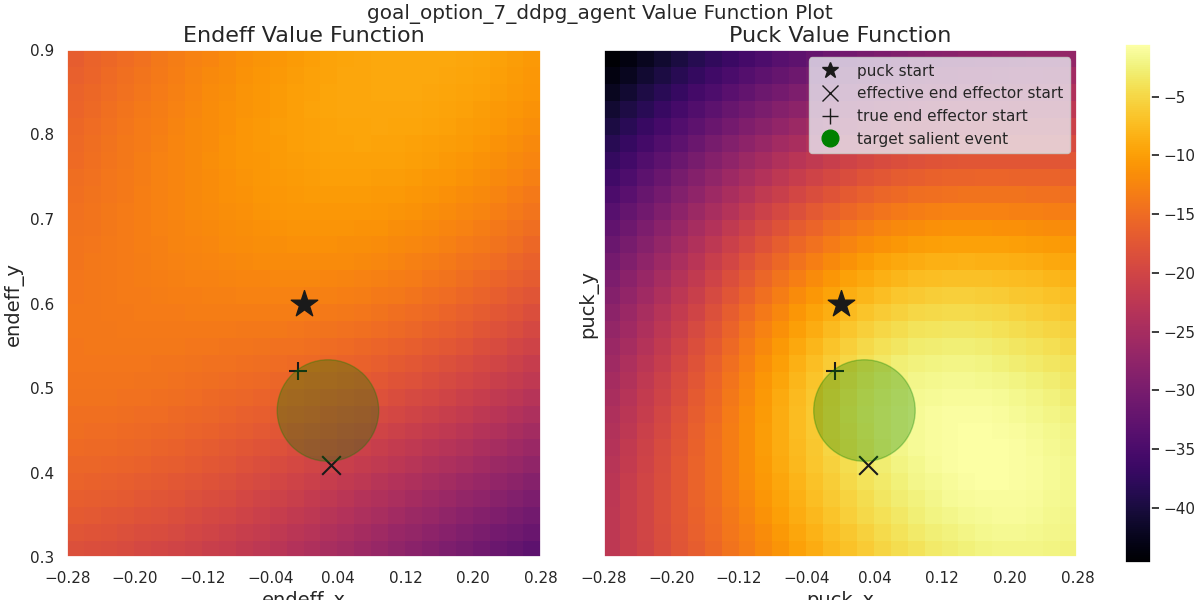 goal_option_7_ddpg_agent Value Function Plot
Endeff Value Function
Puck Value Function
endeff_y
0.9
0.8
0.7
0.6
0.5
0.4
0.3
−0.28 −0.20 −0.12 −0.04 0.04 0.12 0.20 0.28
endeff_x
puck_y
puck start
effective end effector start
true end effector start
target salient event
−0.28 −0.20 −0.12 −0.04 0.04 0.12 0.20 0.28
puck_x
−5
−10
−15
−20
−25
−30
−35
−40